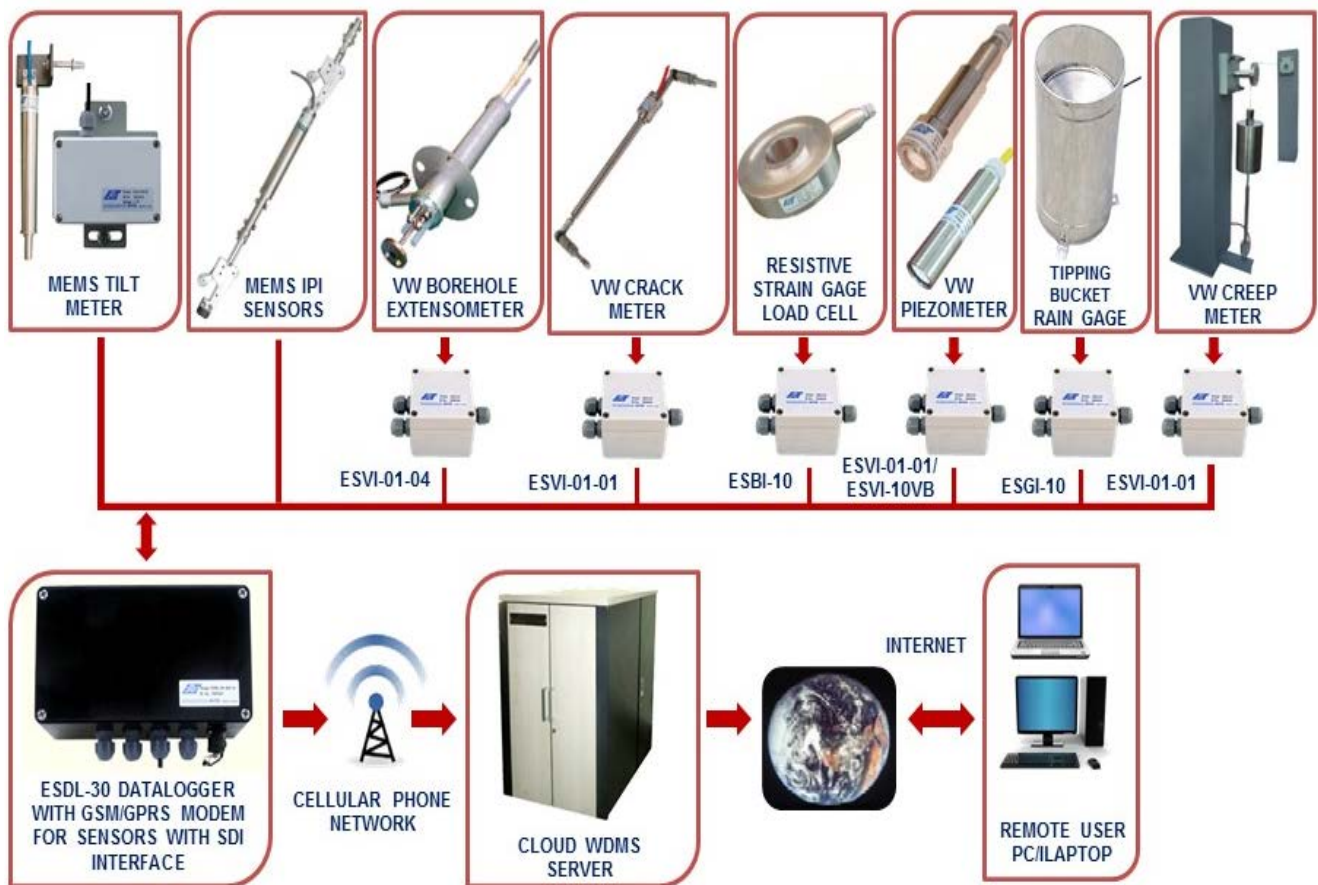 MEMS TILT
METER
MEMS IPI
SENSORS
VW BOREHOLE
EXTENSOMETER
VW CRACK
METER
RESISTIVE
STRAIN GAGE
LOAD CELL
VW
PIEZOMETER
TIPPING
BUCKET
RAIN GAGE
VW CREEP
METER
ESVI-01-04
ESVI-01-01
ESBI-10
ESVI-01-01/
ESVI-10VB
ESGI-10
ESVI-01-01
ESDL-30 DATALOGGER
WITH GSM/GPRS MODEM
FOR SENSORS WITH SDI
INTERFACE
CELLULAR PHONE
NETWORK
CLOUD WDMS
SERVER
INTERNET
REMOTE USER
PC/ILAPTOP